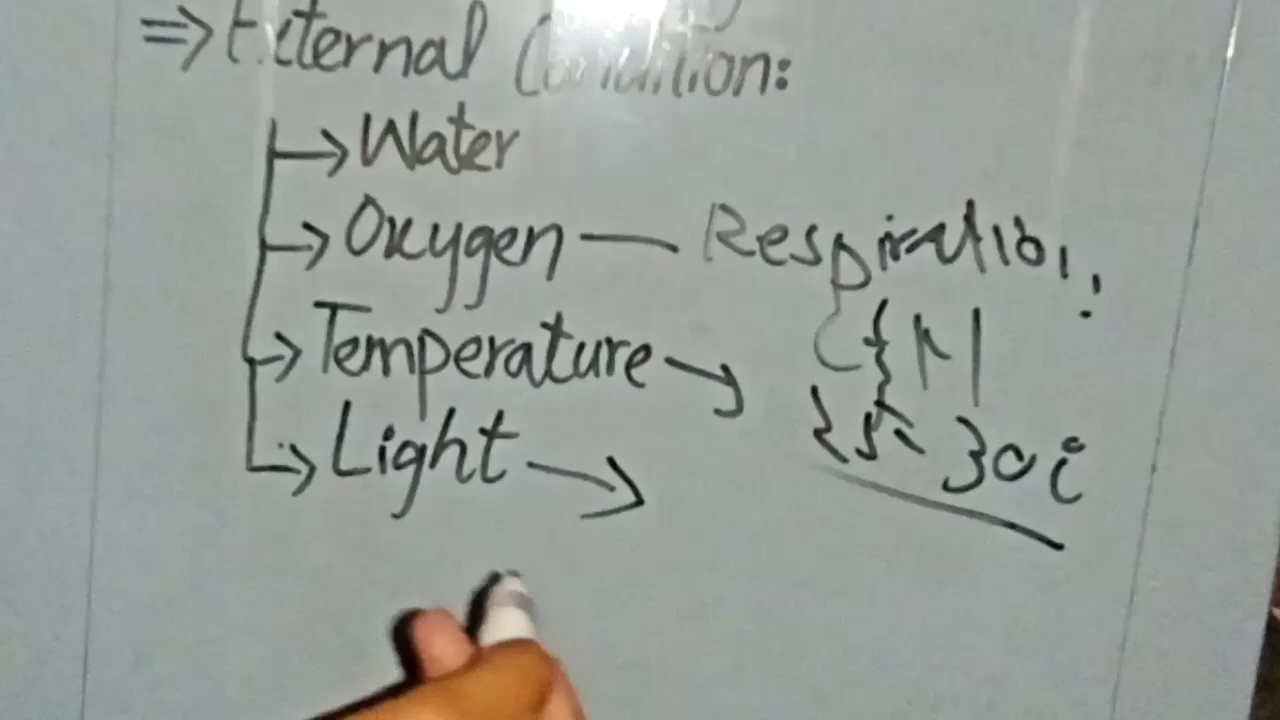 ⇒ External Condition:
→ Water
→ Oxygen — Respiration
→ Temperature →
→ Light →